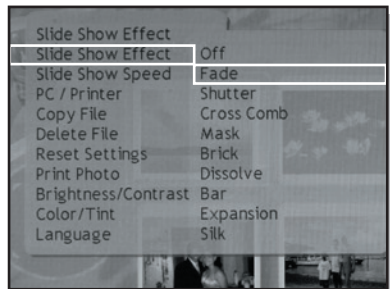 Slide Show Effect
Slide Show Effect Off
Slide Show Speed Fade
PC / Printer Shutter
Copy File Cross Comb
Delete File Mask
Reset Settings Brick
Print Photo Dissolve
Brightness/Contrast Bar
Color/Tint Expansion
Language Silk